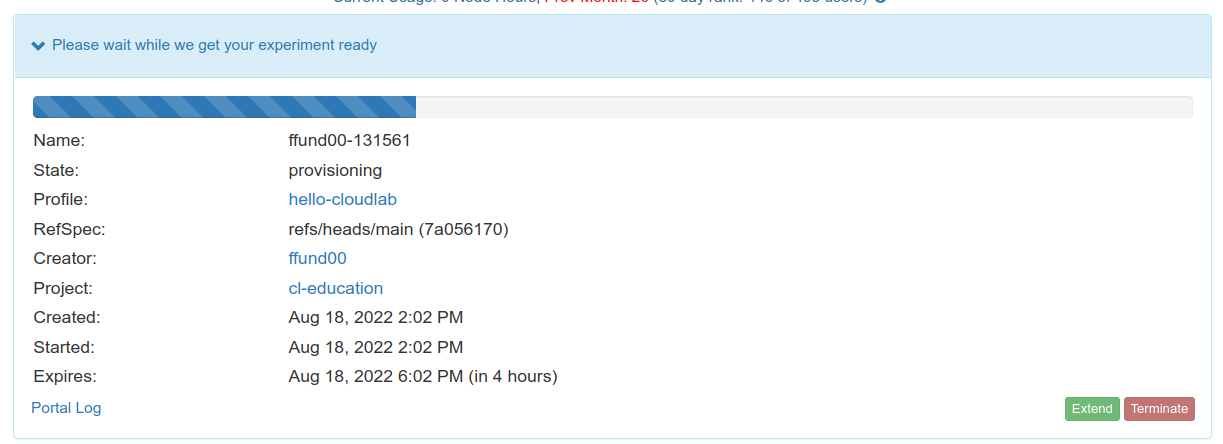 Please wait while we get your experiment ready
Name: ffund00-131561
State: provisioning
Profile: hello-cloudlab
RefSpec: refs/heads/main (7a056170)
Creator: ffund00
Project: cl-education
Created: Aug 18, 2022 2:02 PM
Started: Aug 18, 2022 2:02 PM
Expires: Aug 18, 2022 6:02 PM (in 4 hours)
Portal Log Extend Terminate